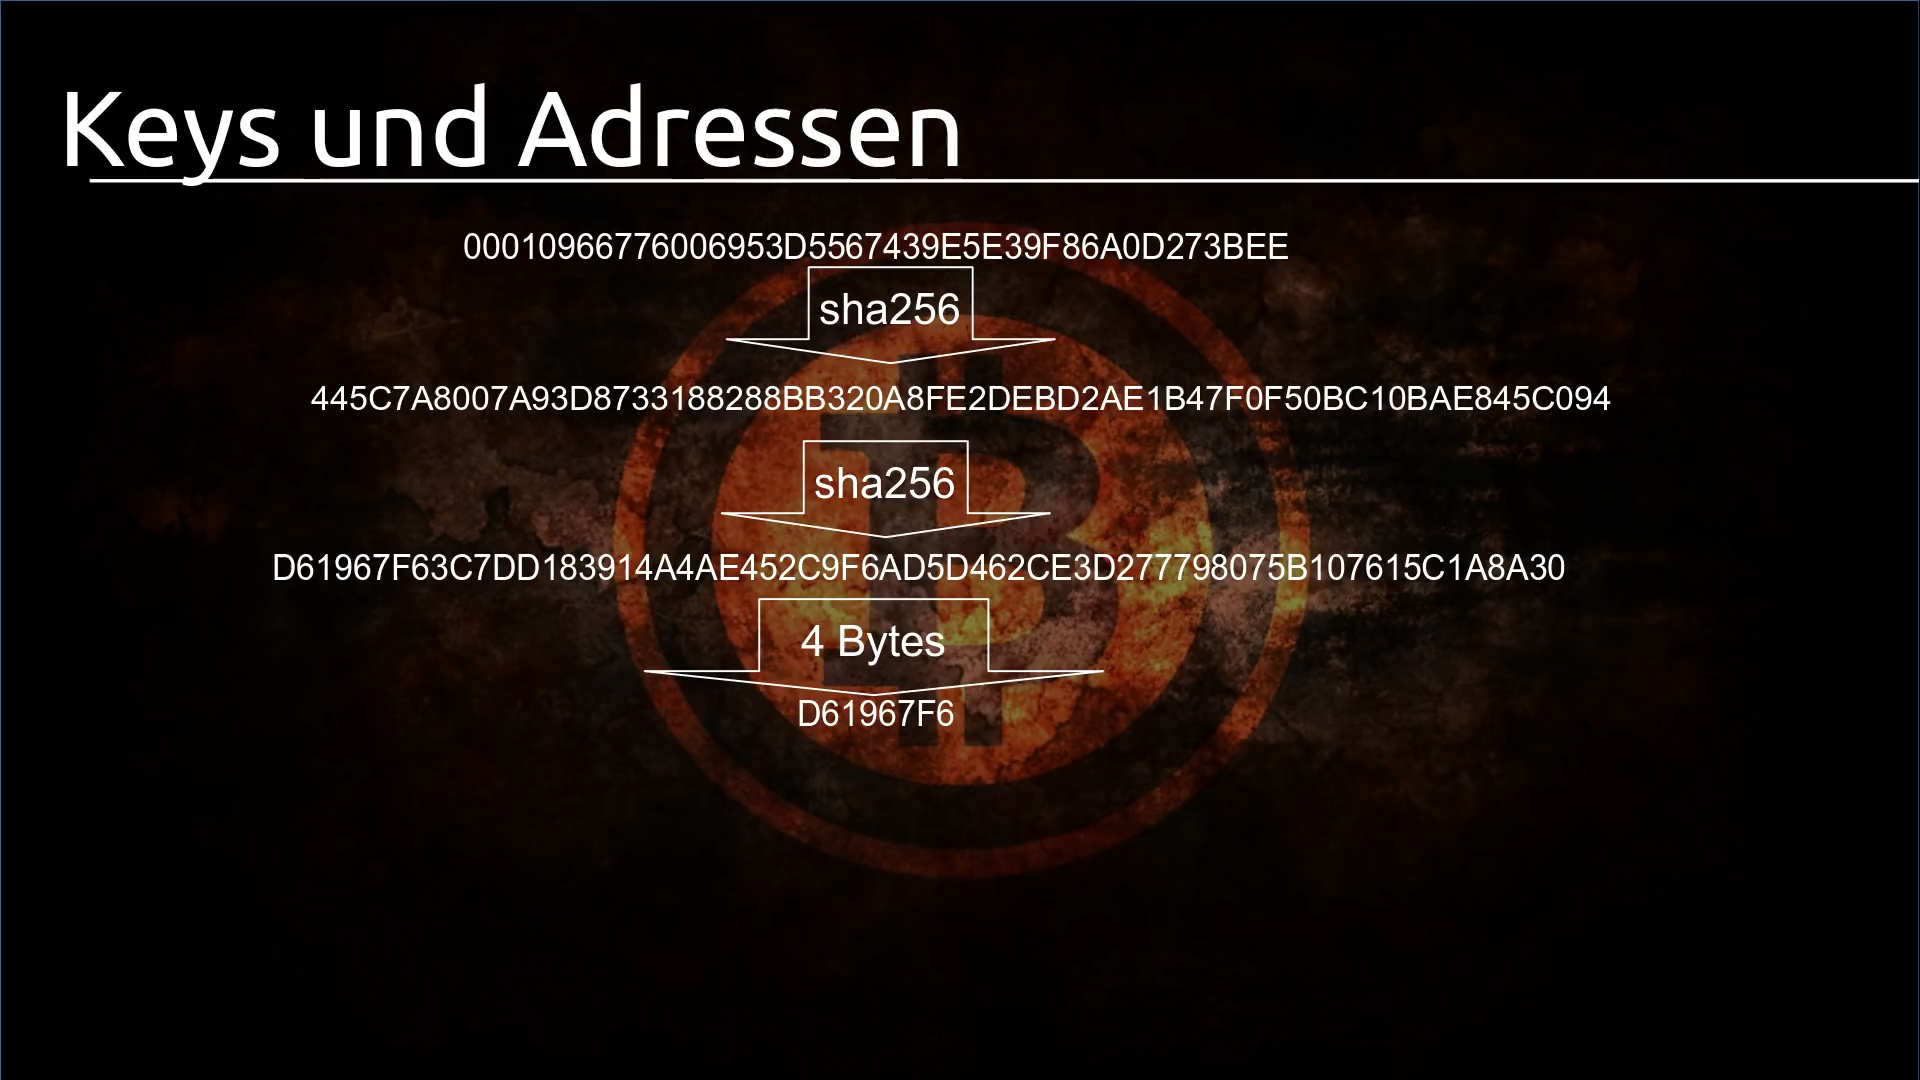 Keys und Adressen
00010966776006953D5567439E5E39F86A0D273BEE
sha256
445C7A8007A93D8733188288BB320A8FE2DEBD2AE1B47F0F50BC10BAE845C094
sha256
D61967F63C7DD183914A4AE452C9F6AD5D462CE3D277798075B107615C1A8A30
4 Bytes
D61967F6